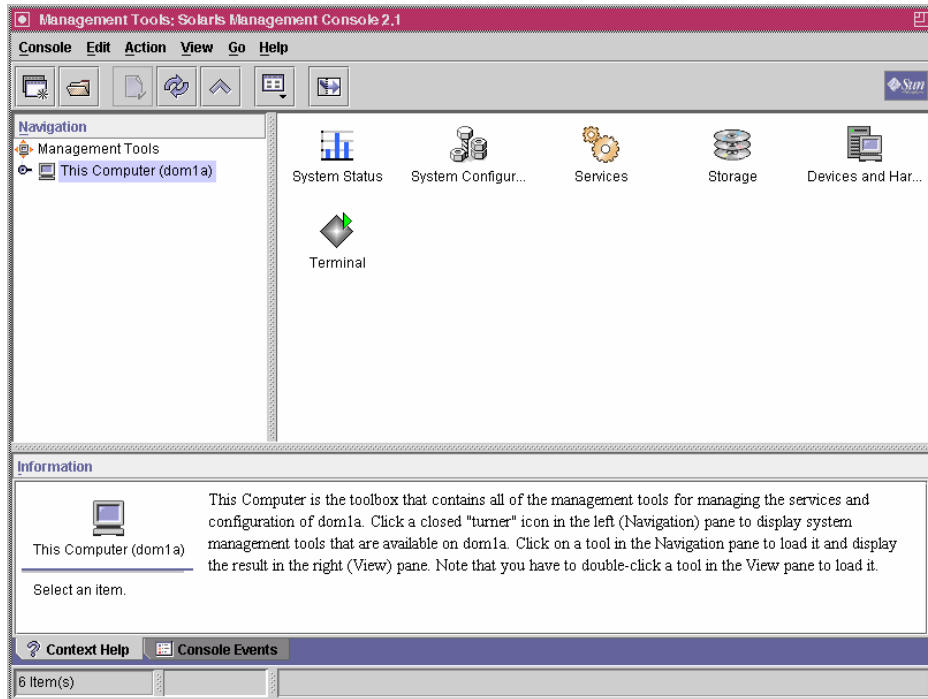 Management Tools: Solaris Management Console 2.1
Console Edit Action View Go Help
Sun
Navigation
Management Tools
This Computer (dom1a)
System Status
System Configur...
Services
Storage
Devices and Har...
Terminal
Information
This Computer (dom1a)
Select an item.
This Computer is the toolbox that contains all of the management tools for managing the services and
configuration of dom1a. Click a closed "turner" icon in the left (Navigation) pane to display system
management tools that are available on dom1a. Click on a tool in the Navigation pane to load it and display
the result in the right (View) pane. Note that you have to double-click a tool in the View pane to load it.
Context Help
Console Events
6 Item(s)